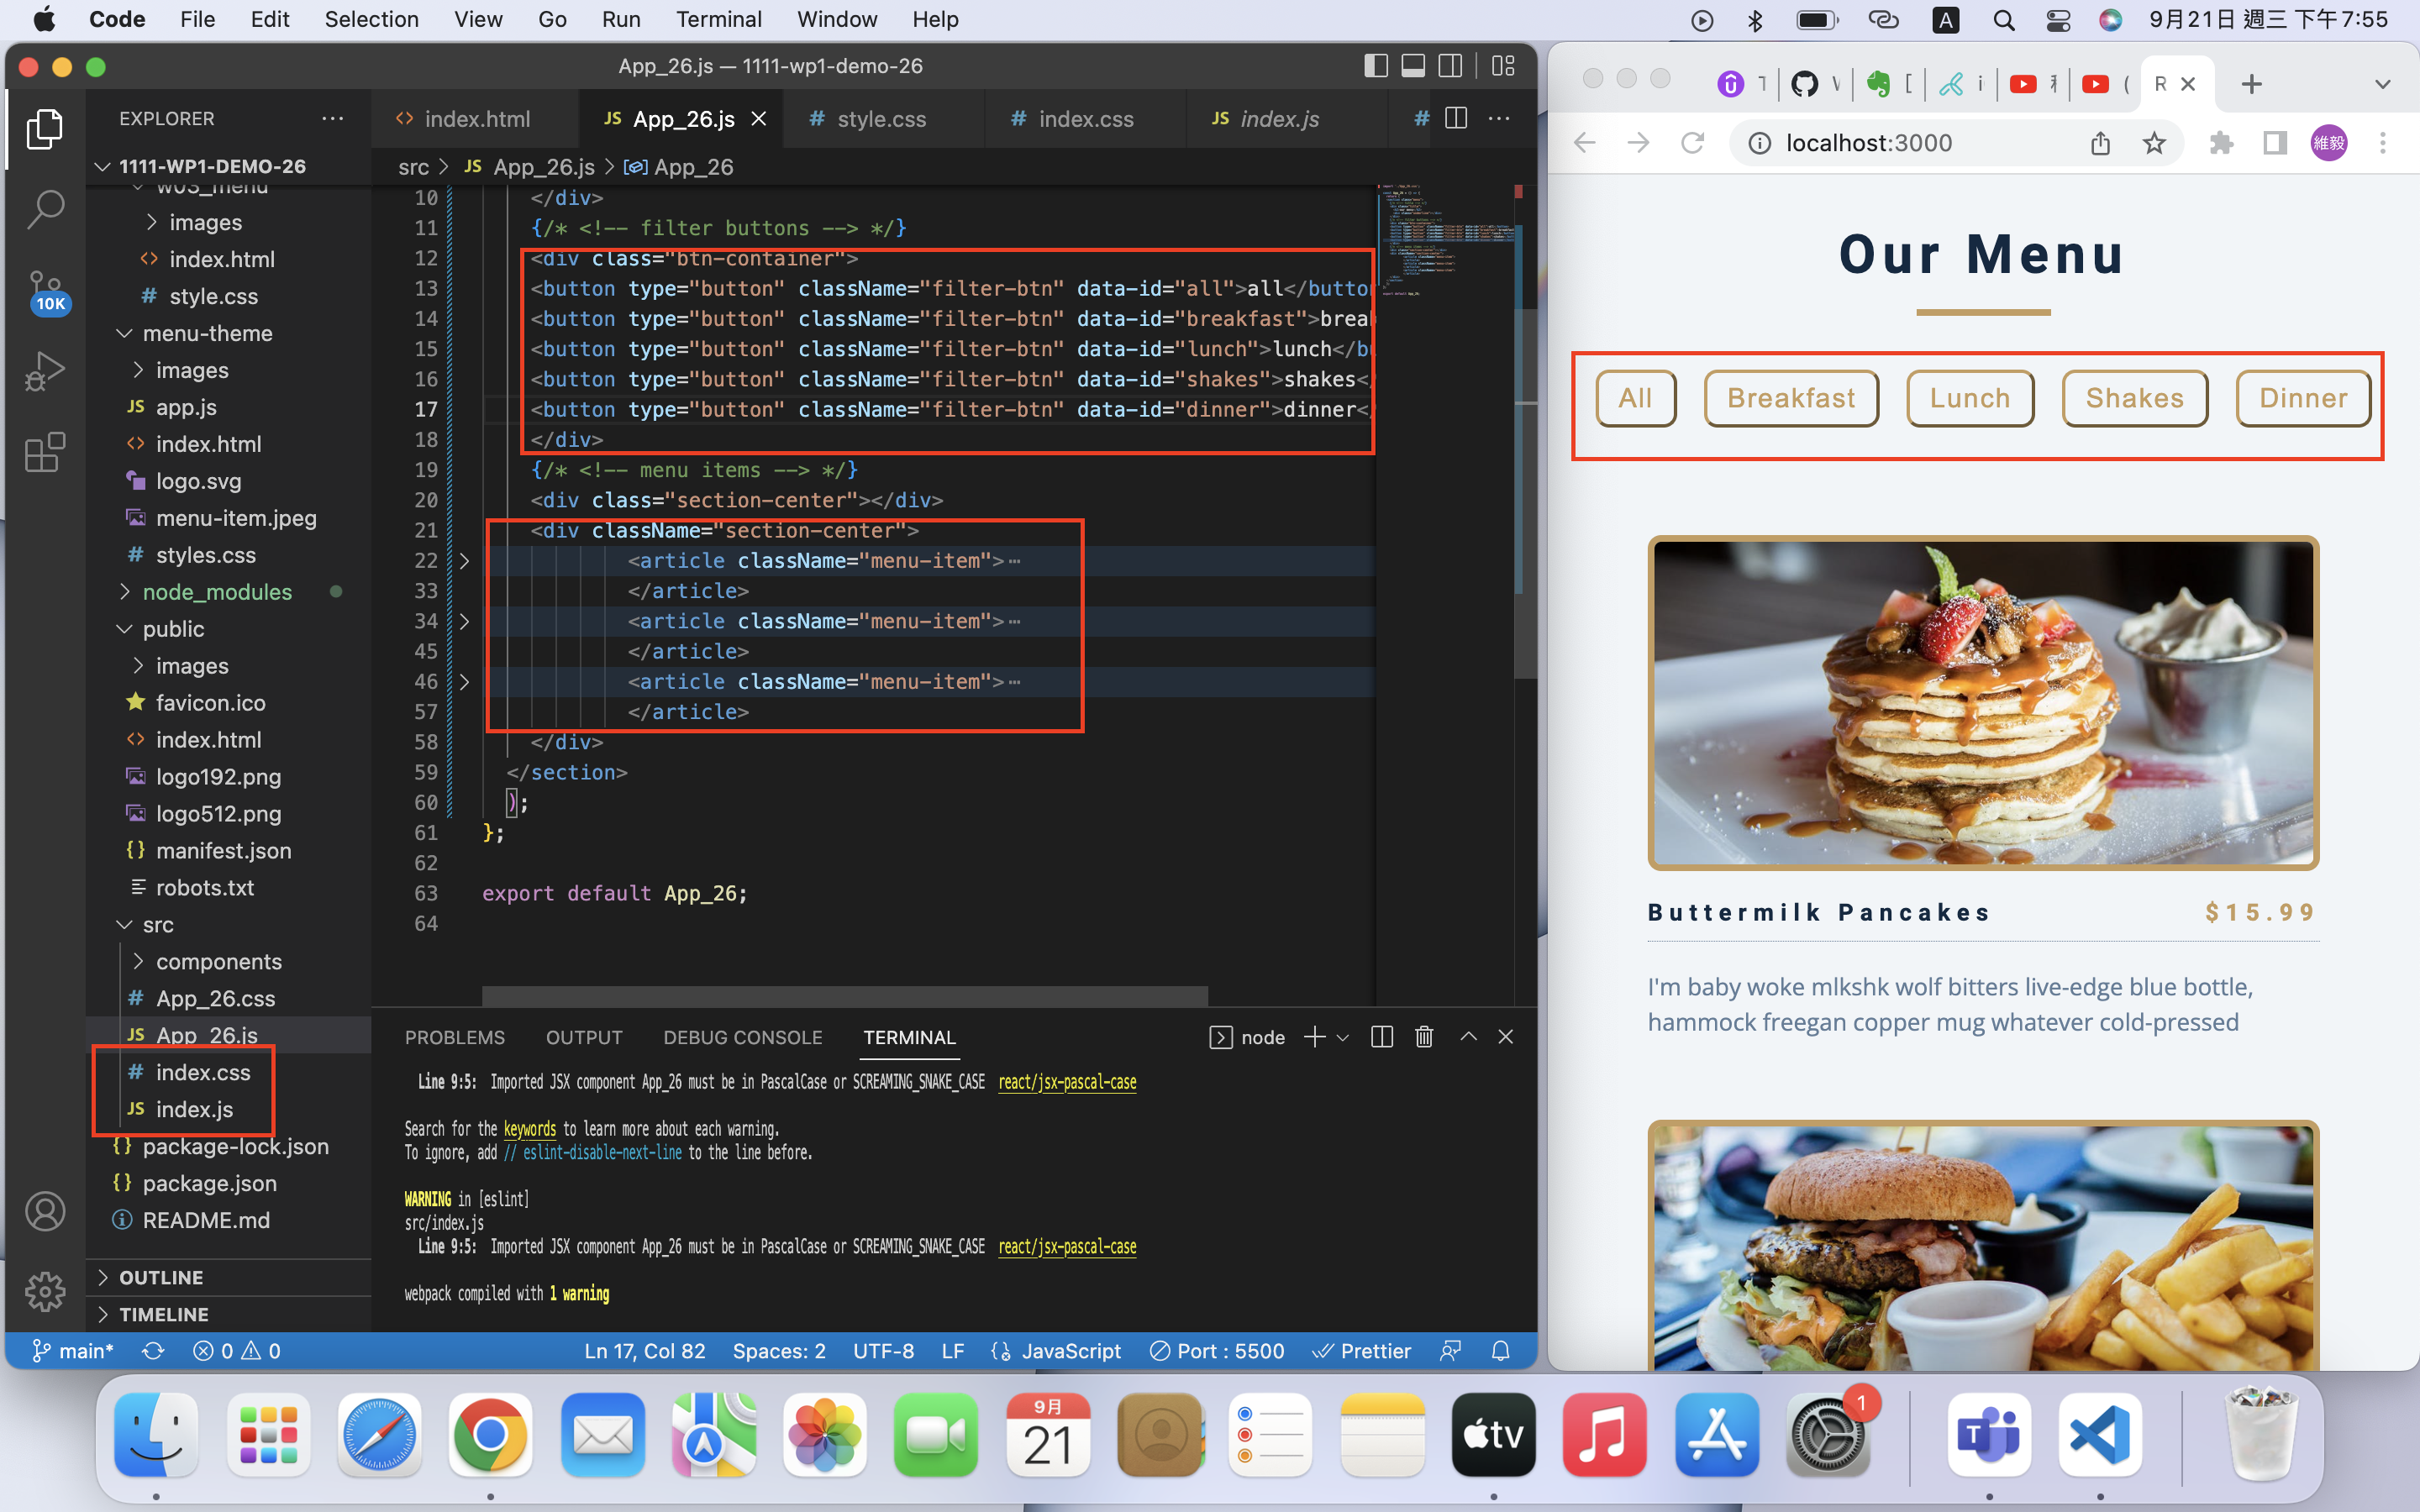 Code File Edit Selection View Go Run Terminal Window Help
A
9月21日 週三 下午7:55
App_26.js — 1111-wp1-demo-26
EXPLORER
1111-WP1-DEMO-26
w03_menu
images
index.html
style.css
menu-theme
images
app.js
index.html
logo.svg
menu-item.jpeg
styles.css
node_modules
public
images
favicon.ico
index.html
logo192.png
logo512.png
manifest.json
robots.txt
src
components
App_26.css
App_26.js
index.css
index.js
package-lock.json
package.json
README.md
OUTLINE
TIMELINE
10K
index.html
JS App_26.js
# style.css
# index.css
JS index.js
#
src > JS App_26.js > App_26
10 </div>
11 {/* <!-- filter buttons --> */}
12 <div class="btn-container">
13 <button type="button" className="filter-btn" data-id="all">all</button
14 <button type="button" className="filter-btn" data-id="breakfast">brea
15 <button type="button" className="filter-btn" data-id="lunch">lunch</bu
16 <button type="button" className="filter-btn" data-id="shakes">shakes</
17 <button type="button" className="filter-btn" data-id="dinner">dinner</
18 </div>
19 {/* <!-- menu items --> */}
20 <div class="section-center"></div>
21 <div className="section-center">
22 <article className="menu-item">⋯
33 </article>
34 <article className="menu-item">⋯
45 </article>
46 <article className="menu-item">⋯
57 </article>
58 </div>
59 </section>
60 );
61 };
62
63 export default App_26;
64
PROBLEMS OUTPUT DEBUG CONSOLE TERMINAL
node
Line 9:5: Imported JSX component App_26 must be in PascalCase or SCREAMING_SNAKE_CASE react/jsx-pascal-case
Search for the keywords to learn more about each warning.
To ignore, add // eslint-disable-next-line to the line before.
WARNING in [eslint]
src/index.js
Line 9:5: Imported JSX component App_26 must be in PascalCase or SCREAMING_SNAKE_CASE react/jsx-pascal-case
webpack compiled with 1 warning
main* 0 0
Ln 17, Col 82 Spaces: 2 UTF-8 LF JavaScript Port : 5500 Prettier
R
localhost:3000
維毅
Our Menu
All
Breakfast
Lunch
Shakes
Dinner
Buttermilk Pancakes
$15.99
I'm baby woke mlkshk wolf bitters live-edge blue bottle,
hammock freegan copper mug whatever cold-pressed
9月
21
tv
1
T